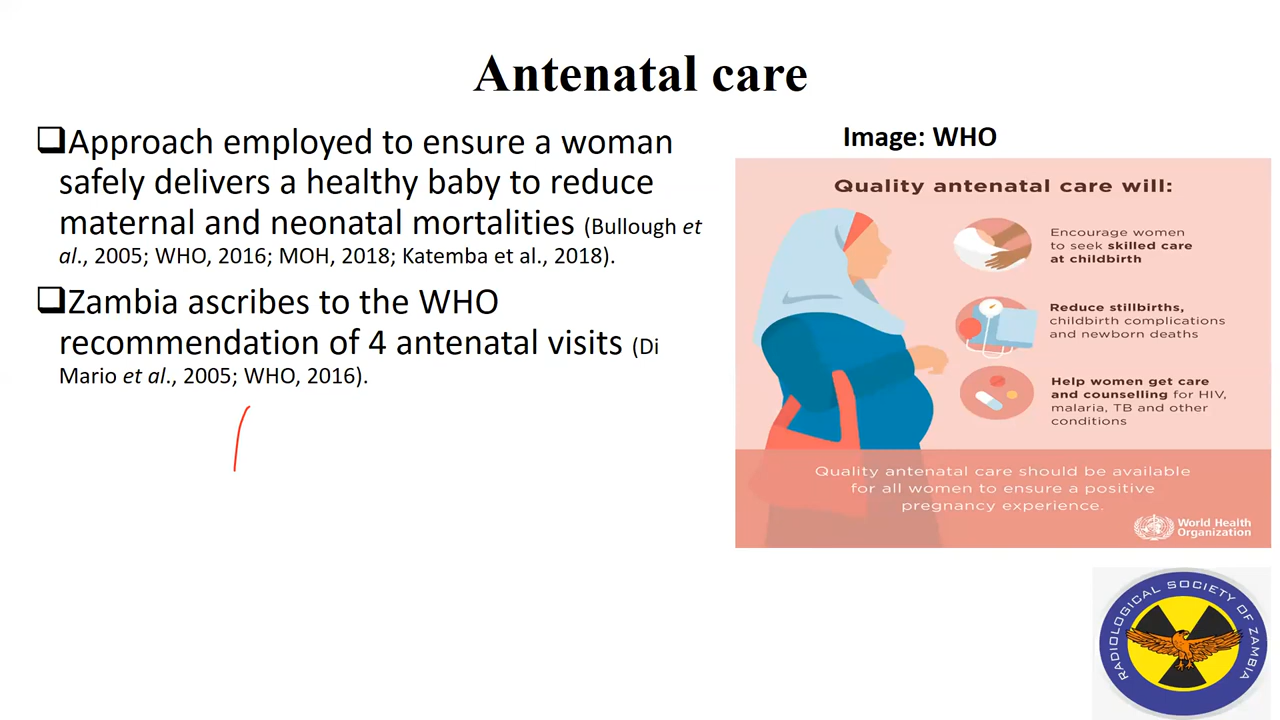 Antenatal care
❑Approach employed to ensure a woman
safely delivers a healthy baby to reduce
maternal and neonatal mortalities (Bullough et
al., 2005; WHO, 2016; MOH, 2018; Katemba et al., 2018).
❑Zambia ascribes to the WHO
recommendation of 4 antenatal visits (Di
Mario et al., 2005; WHO, 2016).
Image: WHO
Quality antenatal care will:
Encourage women
to seek skilled care
at childbirth
Reduce stillbirths,
childbirth complications
and newborn deaths
Help women get care
and counselling for HIV,
malaria, TB and other
conditions
Quality antenatal care should be available
for all women to ensure a positive
pregnancy experience.
World Health
Organization
RADIOLOGICAL SOCIETY OF ZAMBIA